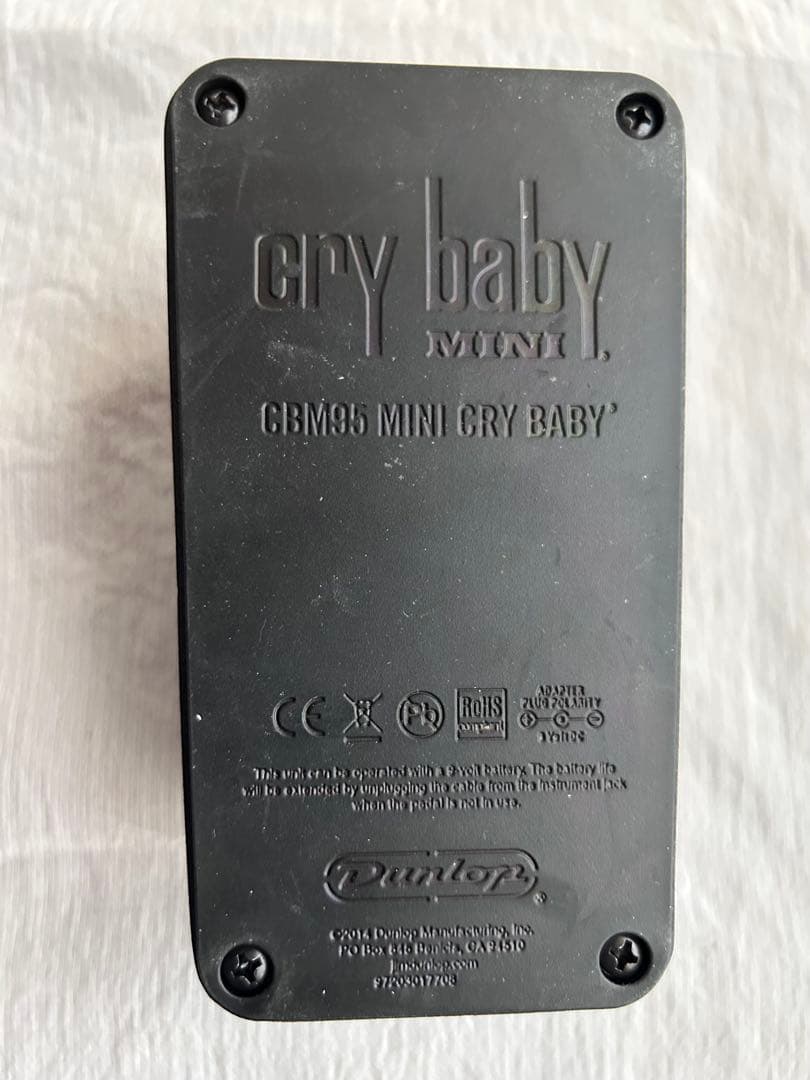 cry baby
MINI
CBM95 MINI CRY BABY®
CE
Pb
RoHS
compliant
ADAPTER
PLUG POLARITY
9 Volt DC
This unit can be operated with a 9-volt battery. The battery life
will be extended by unplugging the cable from the instrument jack
when the pedal is not in use.
Dunlop®
©2014 Dunlop Manufacturing, Inc.
PO Box 846 Benicia, CA 94510
jimdunlop.com
97203017708